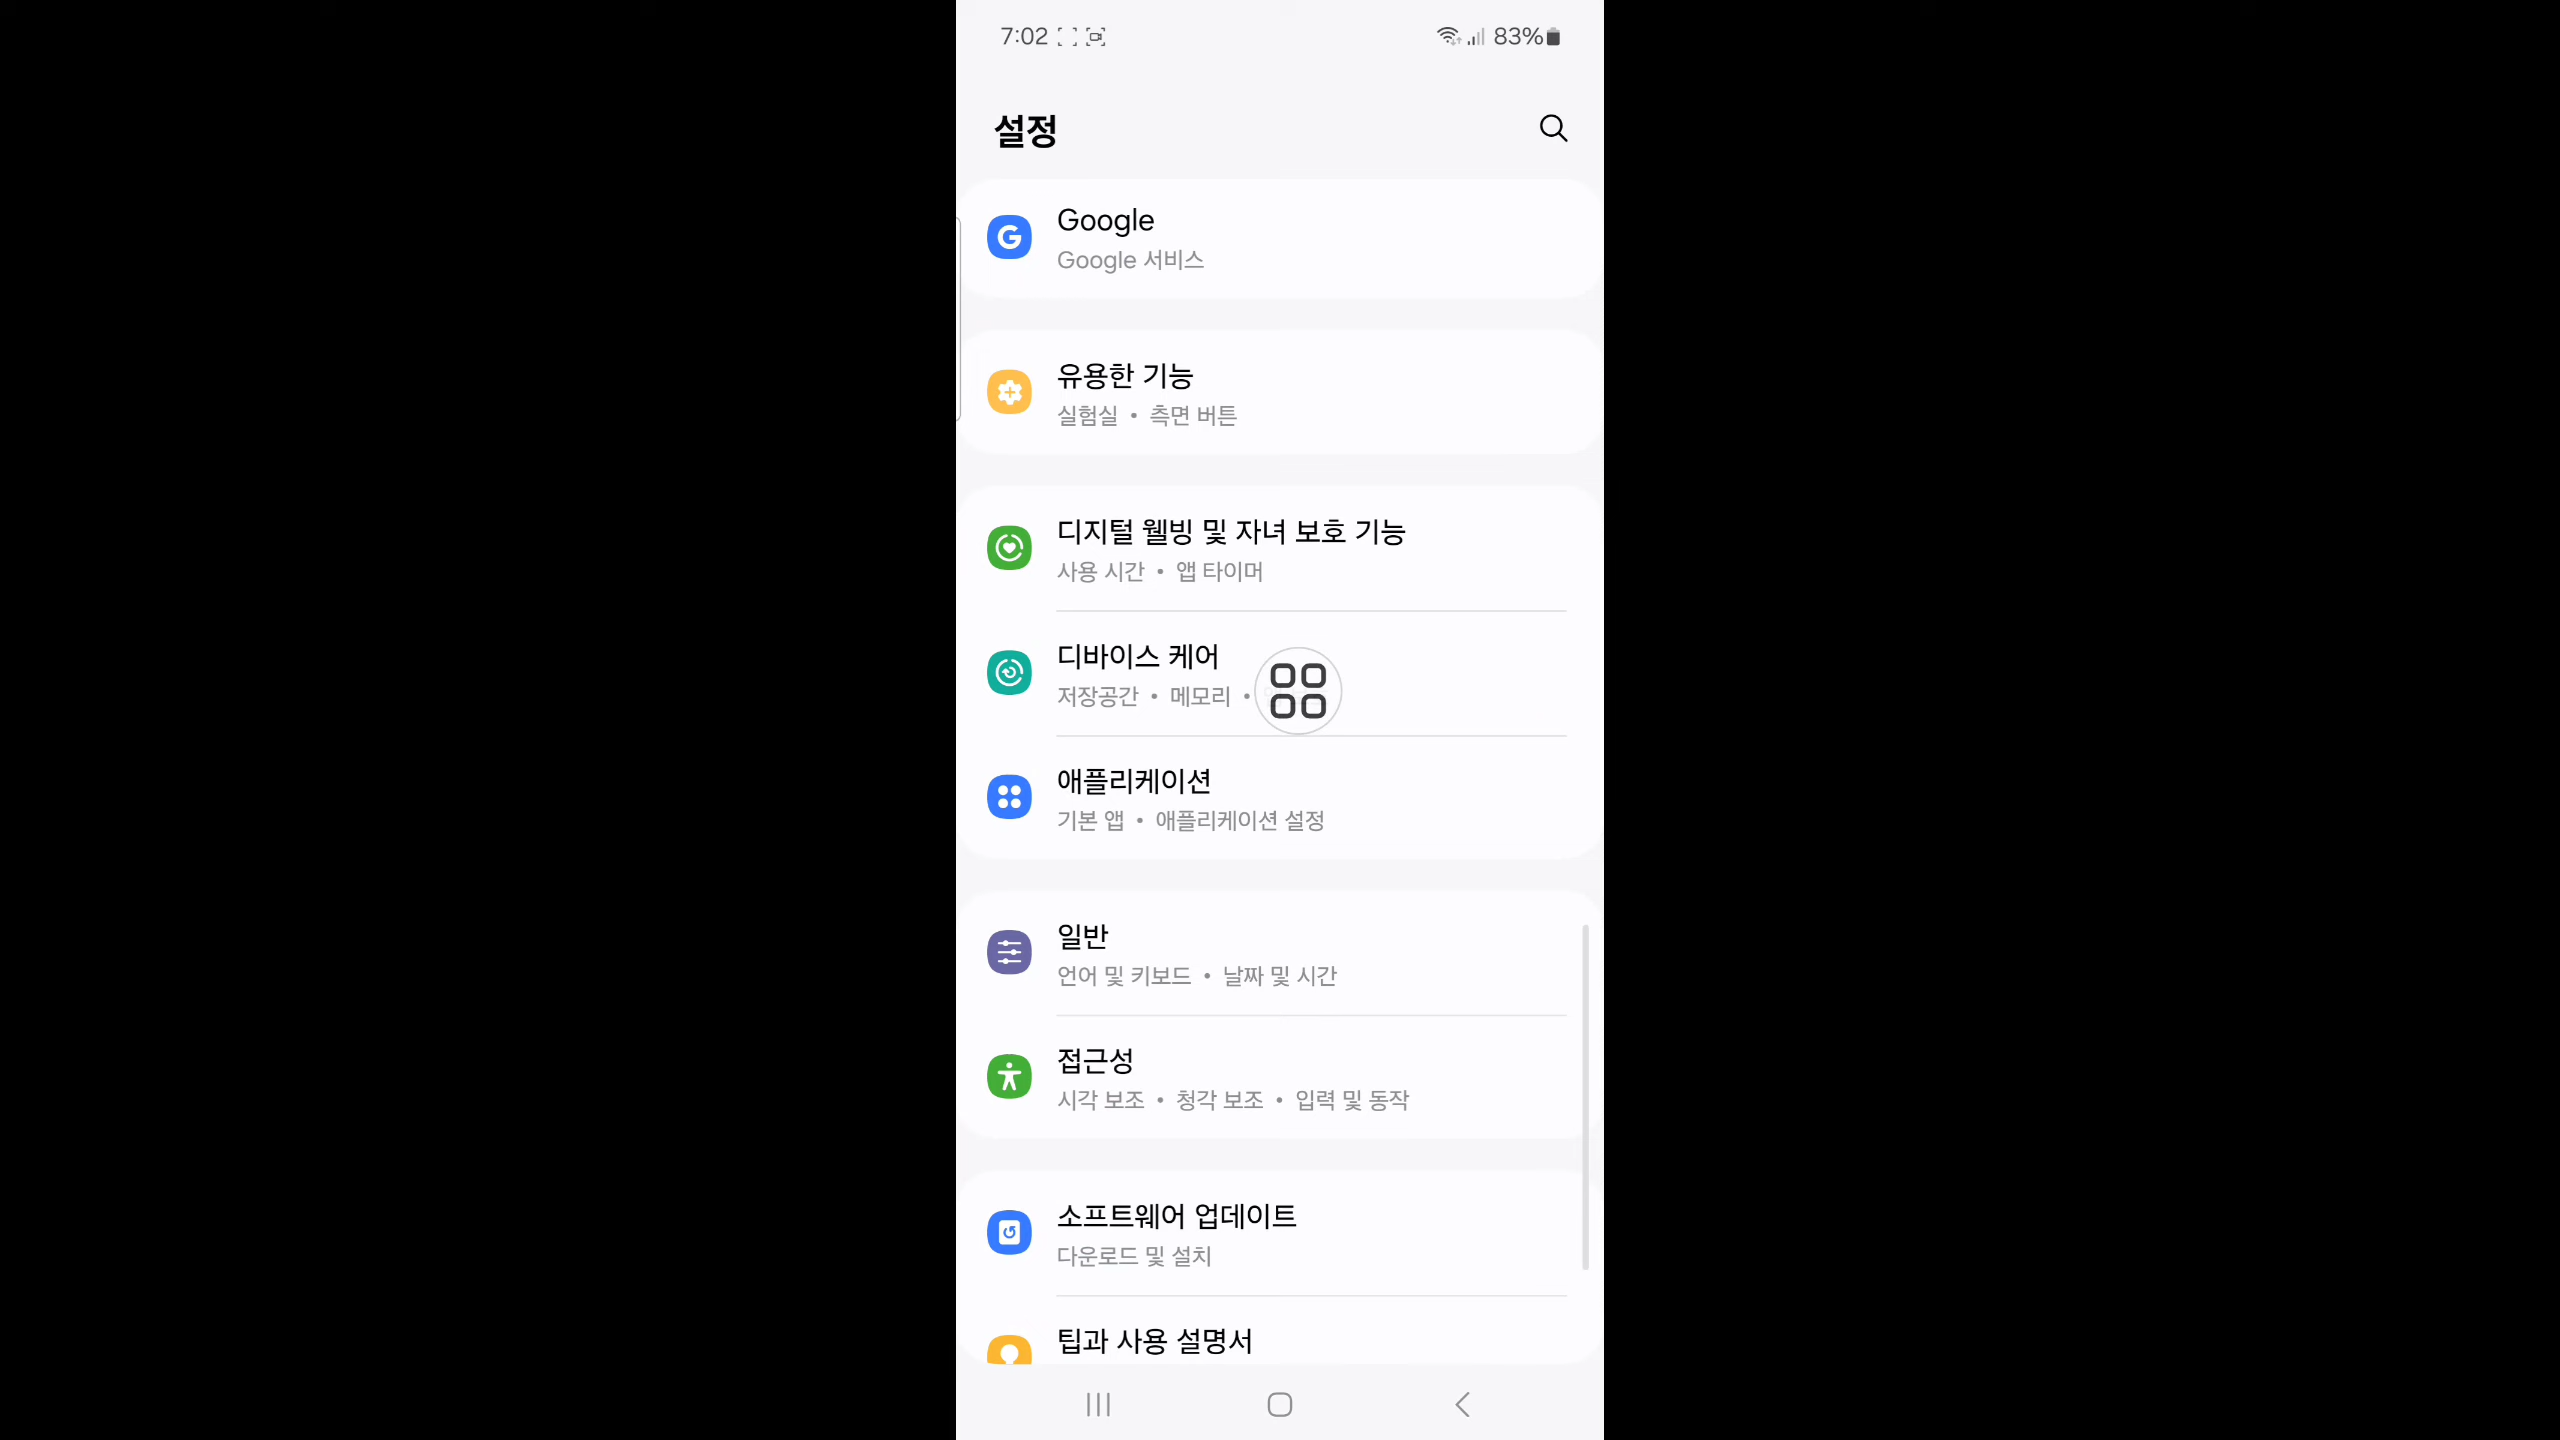 7:02
83%
설정
Google
Google 서비스
유용한 기능
실험실 • 측면 버튼
디지털 웰빙 및 자녀 보호 기능
사용 시간 • 앱 타이머
디바이스 케어
저장공간 • 메모리 •
애플리케이션
기본 앱 • 애플리케이션 설정
일반
언어 및 키보드 • 날짜 및 시간
접근성
시각 보조 • 청각 보조 • 입력 및 동작
소프트웨어 업데이트
다운로드 및 설치
팁과 사용 설명서